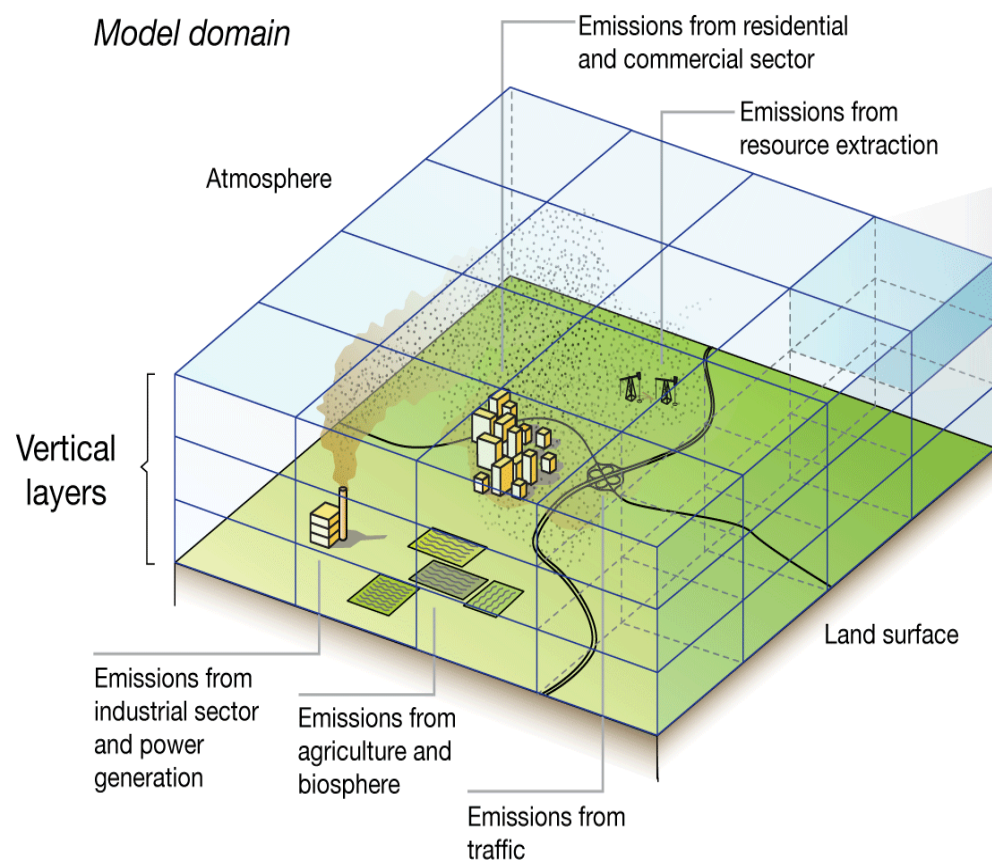 Model domain
Emissions from residential
and commercial sector
Emissions from
resource extraction
Atmosphere
Vertical
layers
Land surface
Emissions from
industrial sector
and power
generation
Emissions from
agriculture and
biosphere
Emissions from
traffic